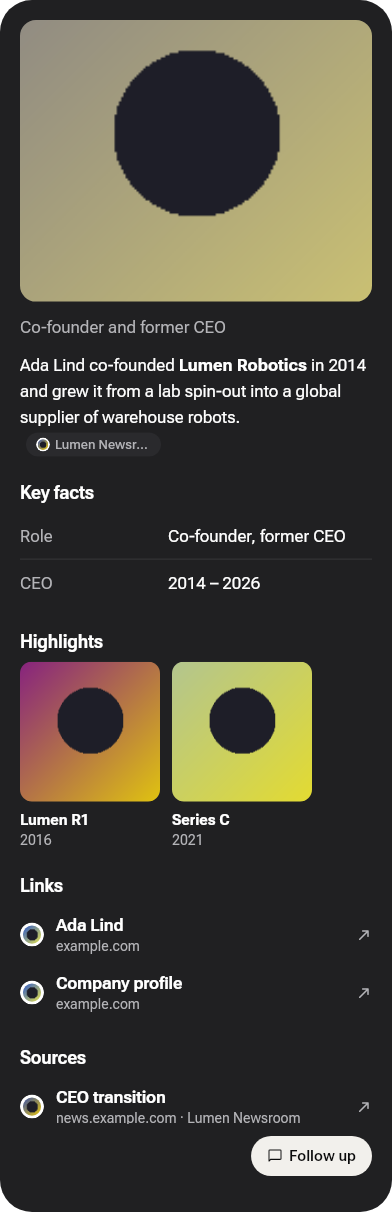 Co-founder and former CEO
Ada Lind co-founded Lumen Robotics in 2014
and grew it from a lab spin-out into a global
supplier of warehouse robots.
Lumen Newsr...
Key facts
Role Co-founder, former CEO
CEO 2014 – 2026
Highlights
Lumen R1 Series C
2016 2021
Links
Ada Lind
example.com
Company profile
example.com
Sources
CEO transition
news.example.com · Lumen Newsroom
Follow up